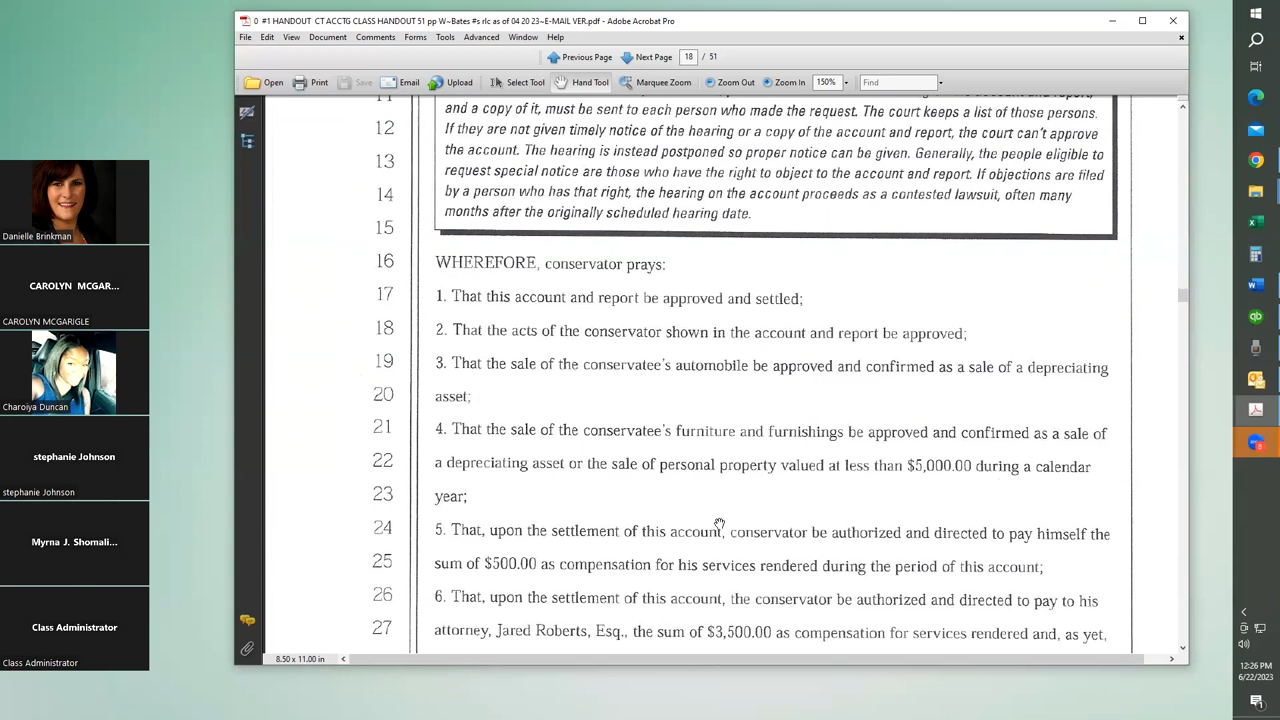 0 #1 HANDOUT CT ACCTG CLASS HANDOUT 51 pp W~Bates #s rlc as of 04 20 23~E-MAIL VER.pdf - Adobe Acrobat Pro
File Edit View Document Comments Forms Tools Advanced Window Help
Previous Page Next Page 18 / 51
Open Print Save Email Upload Select Tool Hand Tool Marquee Zoom Zoom Out Zoom In 150% Find
and a copy of it, must be sent to each person who made the request. The court keeps a list of those persons.
12 If they are not given timely notice of the hearing or a copy of the account and report, the court can't approve
the account. The hearing is instead postponed so proper notice can be given. Generally, the people eligible to
13
request special notice are those who have the right to object to the account and report. If objections are filed
14 by a person who has that right, the hearing on the account proceeds as a contested lawsuit, often many
months after the originally scheduled hearing date.
15
16 WHEREFORE, conservator prays:
17 1. That this account and report be approved and settled;
18 2. That the acts of the conservator shown in the account and report be approved;
19 3. That the sale of the conservatee's automobile be approved and confirmed as a sale of a depreciating
20 asset;
21 4. That the sale of the conservatee's furniture and furnishings be approved and confirmed as a sale of
22 a depreciating asset or the sale of personal property valued at less than $5,000.00 during a calendar
23 year;
24 5. That, upon the settlement of this account, conservator be authorized and directed to pay himself the
25 sum of $500.00 as compensation for his services rendered during the period of this account;
26 6. That, upon the settlement of this account, the conservator be authorized and directed to pay to his
27 attorney, Jared Roberts, Esq., the sum of $3,500.00 as compensation for services rendered and, as yet,
8.50 x 11.00 in
Danielle Brinkman
CAROLYN MCGAR...
CAROLYN MCGARIGLE
Charoiya Duncan
stephanie Johnson
stephanie Johnson
Myrna J. Shomali...
Class Administrator
Class Administrator
12:26 PM
6/22/2023